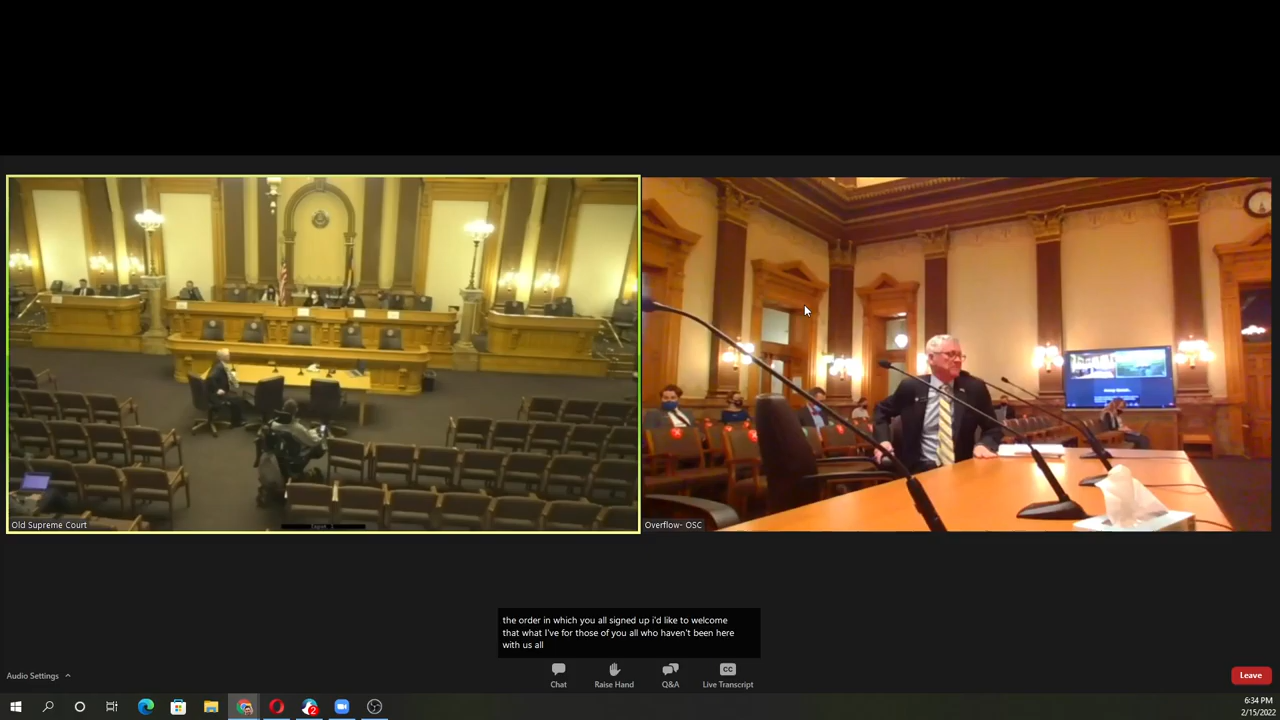 Old Supreme Court
Overflow- OSC
the order in which you all signed up i'd like to welcome
that what I've for those of you all who haven't been here
with us all
Audio Settings
Chat
Raise Hand
Q&A
CC
Live Transcript
Leave
2
6:34 PM
2/15/2022